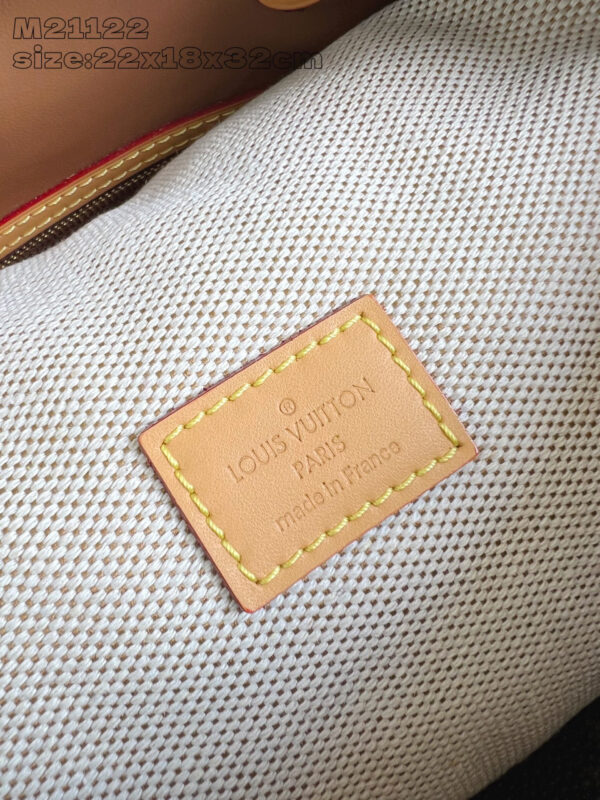 M21122
size:22x18x32cm
®
LOUIS VUITTON
PARIS
made in France